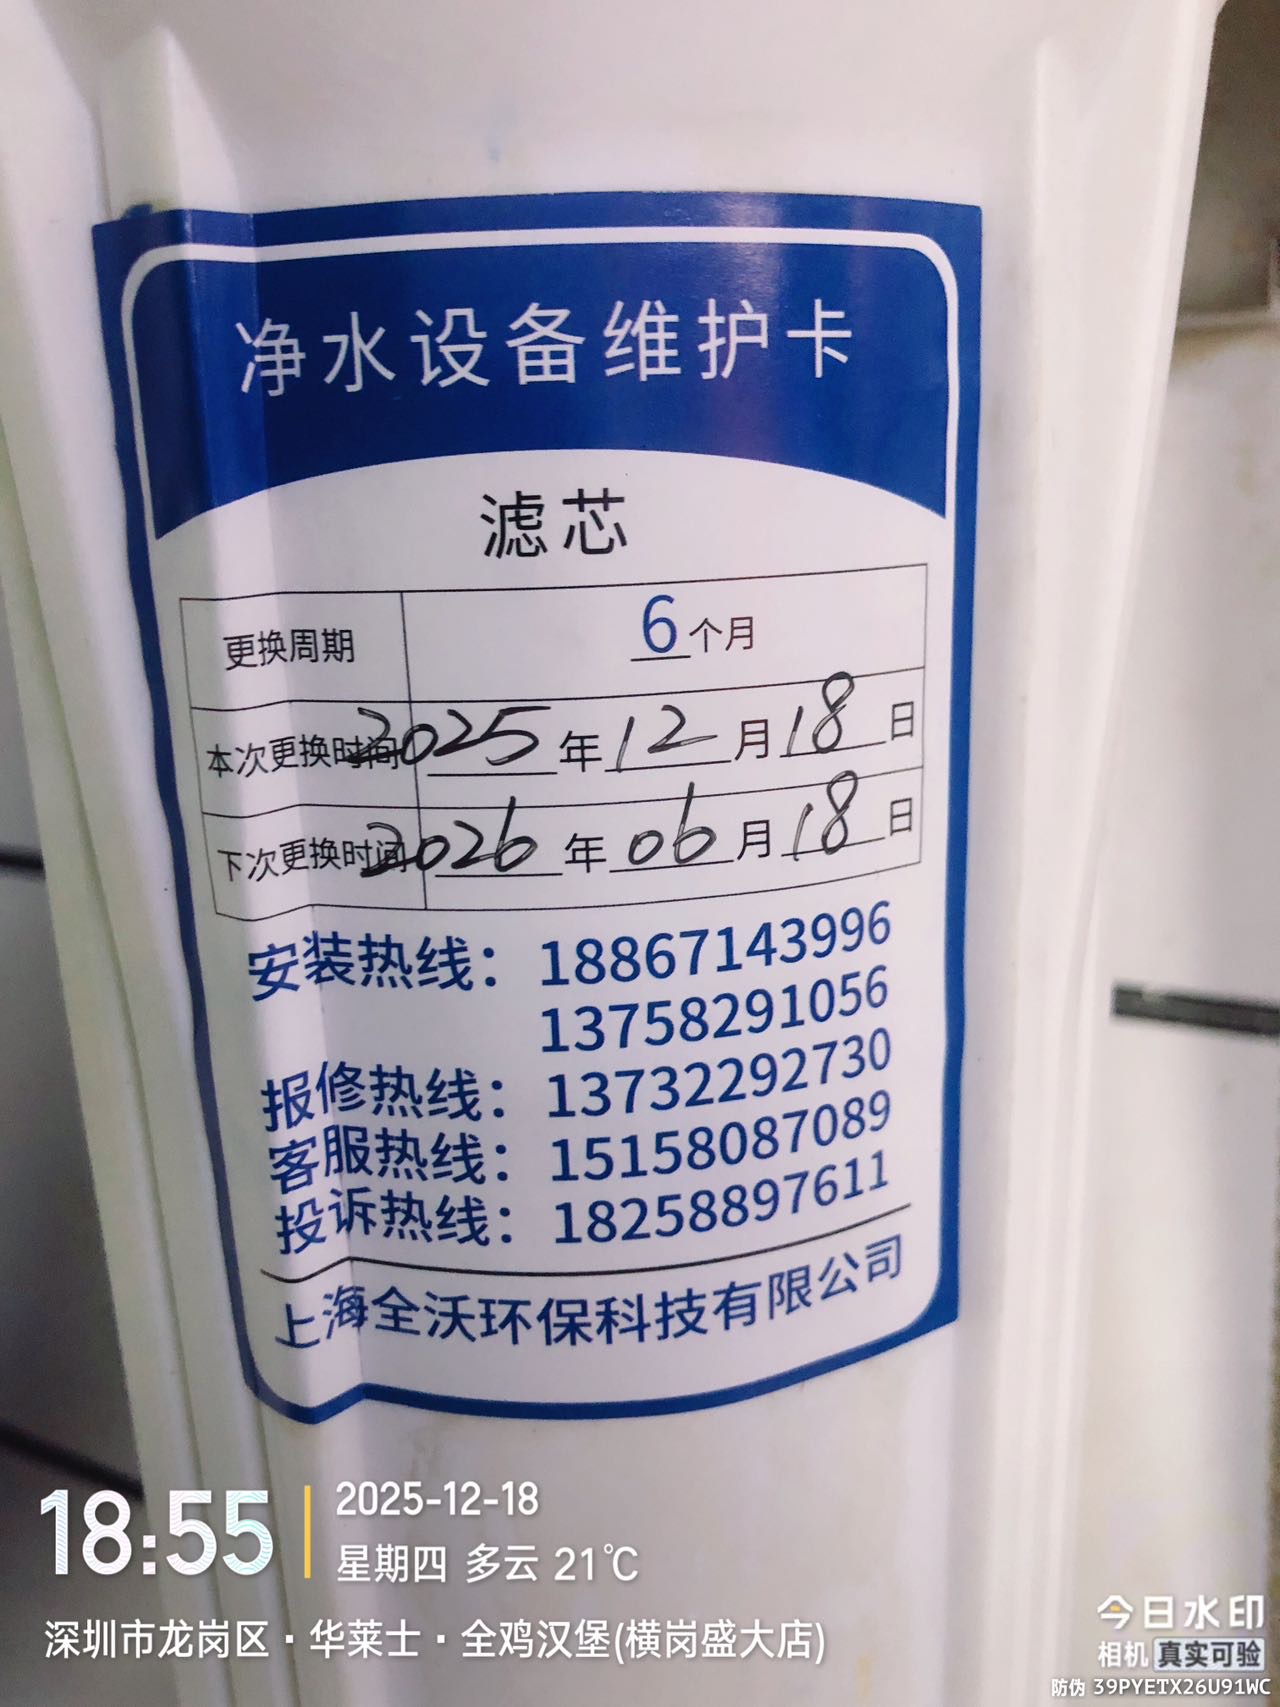 净水设备维护卡
滤芯
更换周期 6个月
本次更换时间 2025年12月18日
下次更换时间 2026年06月18日
安装热线：18867143996
13758291056
报修热线：13732292730
客服热线：15158087089
投诉热线：18258897611
上海全沃环保科技有限公司
18:55
2025-12-18
星期四 多云 21℃
深圳市龙岗区·华莱士·全鸡汉堡(横岗盛大店)
今日水印
相机 真实可验
防伪 39PYETX26U91WC